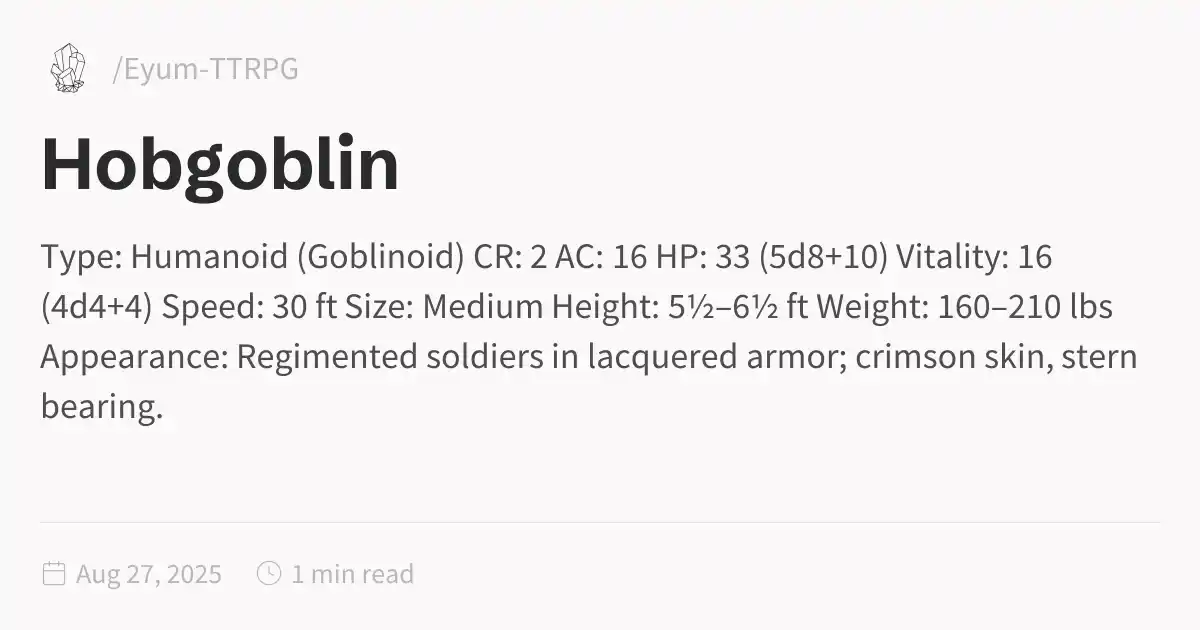 /Eyum-TTRPG
Hobgoblin
Type: Humanoid (Goblinoid) CR: 2 AC: 16 HP: 33 (5d8+10) Vitality: 16
(4d4+4) Speed: 30 ft Size: Medium Height: 5½–6½ ft Weight: 160–210 lbs
Appearance: Regimented soldiers in lacquered armor; crimson skin, stern
bearing.
Aug 27, 2025 1 min read